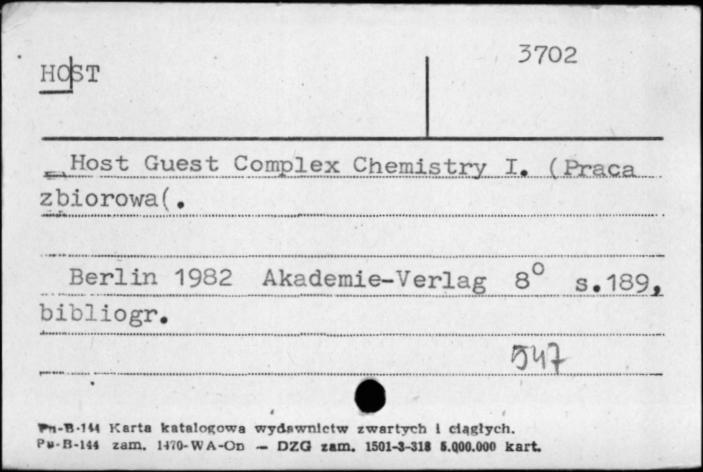 3702
HOST
Host Guest Complex Chemistry I. (Praca
zbiorowa(.
Berlin 1982 Akademie-Verlag 8° s.189,
bibliogr.
547
Pu-B-144 Karta katalogowa wydawnictw zwartych i ciągłych.
Pu-B-144 zam. 1470-WA-On — DZG zam. 1501-3-318 5.000.000 kart.